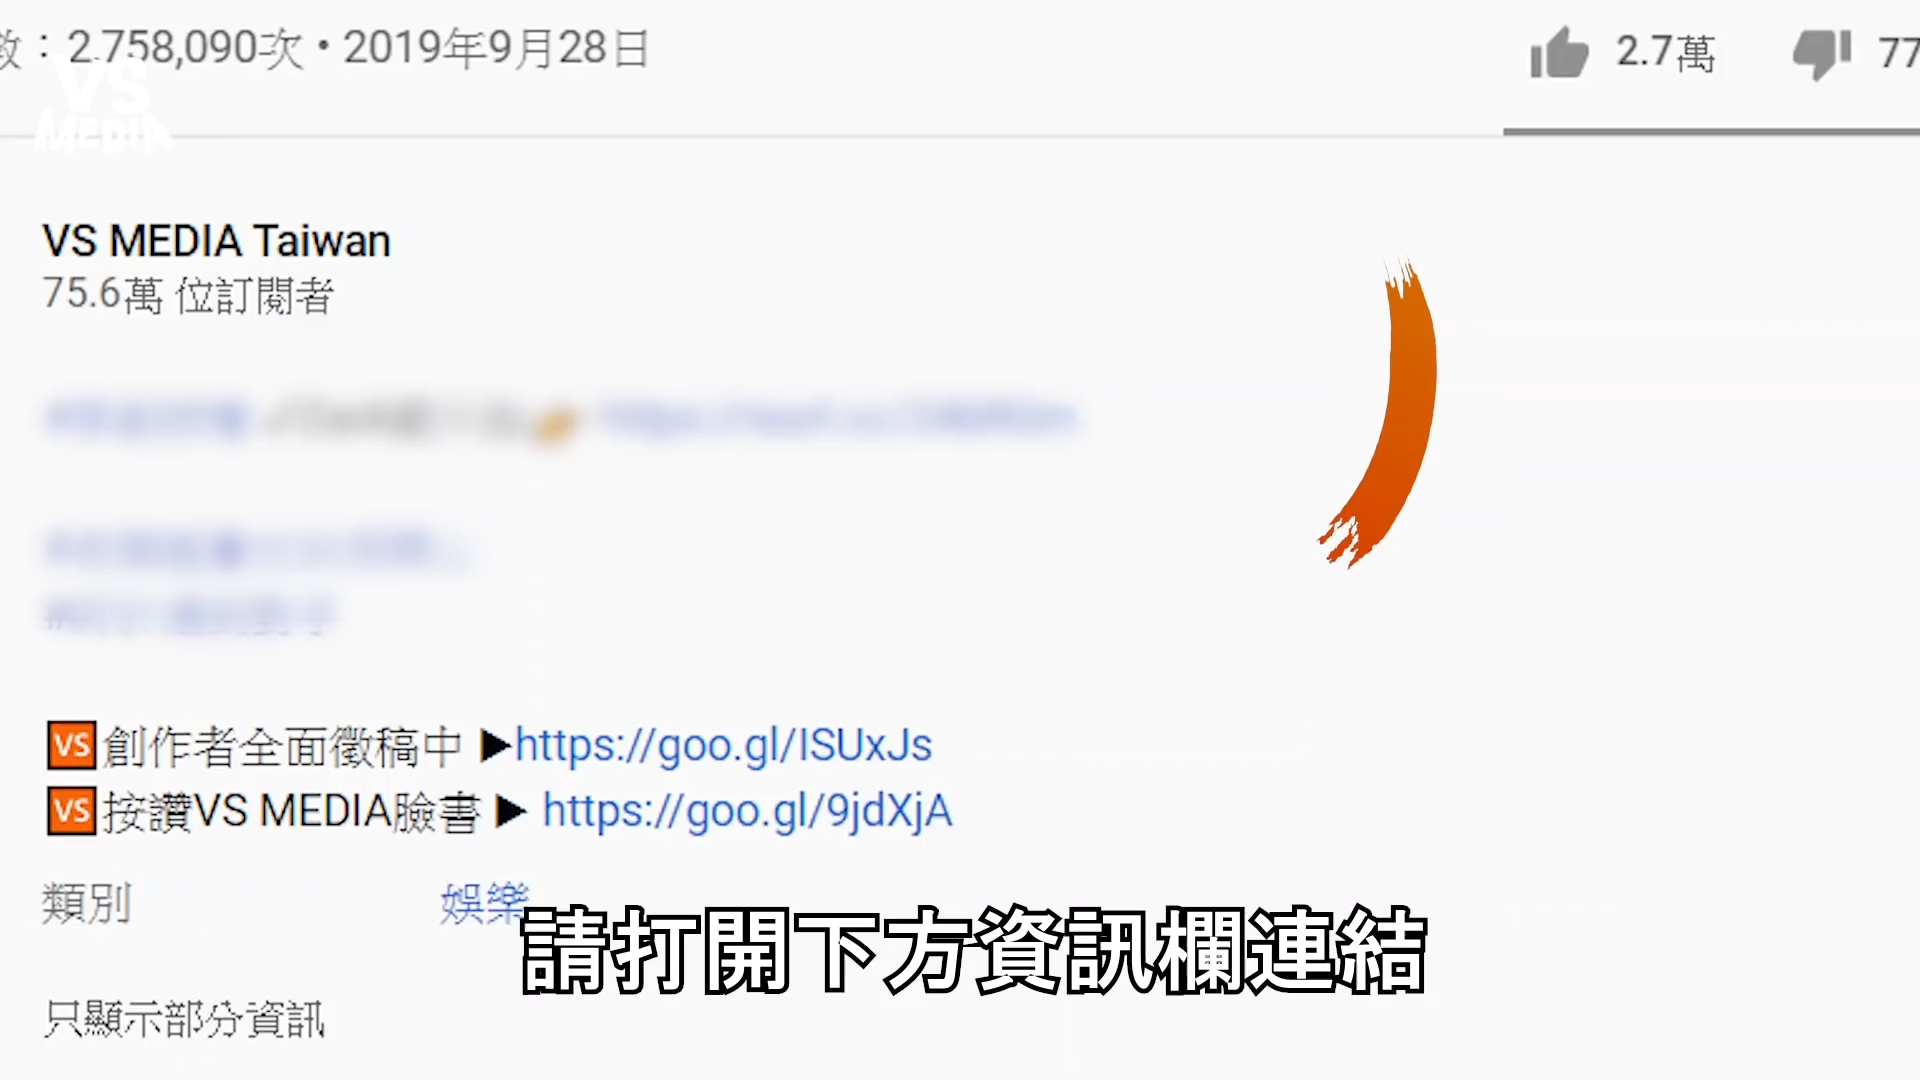 數：2,758,090次 • 2019年9月28日
2.7萬
77
VS
MEDIA
VS MEDIA Taiwan
75.6萬 位訂閱者
VS 創作者全面徵稿中 ▶https://goo.gl/ISUxJs
VS 按讚VS MEDIA臉書 ▶ https://goo.gl/9jdXjA
類別 娛樂
請打開下方資訊欄連結
只顯示部分資訊